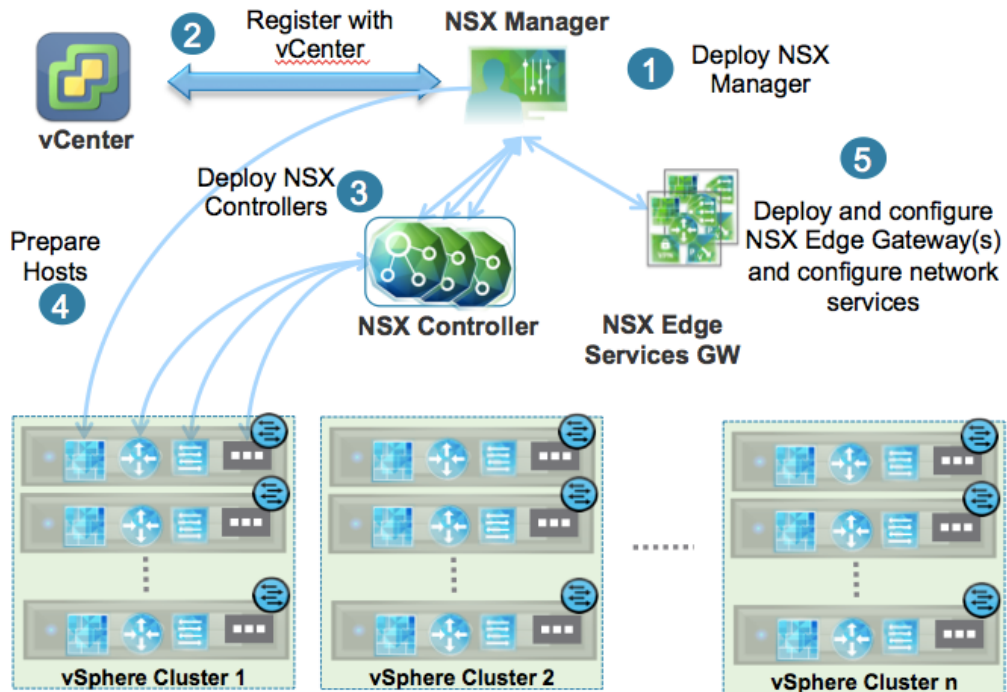 2
Register with
vCenter
NSX Manager
1
Deploy NSX
Manager
vCenter
Deploy NSX
Controllers
3
5
Deploy and configure
NSX Edge Gateway(s)
and configure network
services
Prepare
Hosts
4
NSX Controller
NSX Edge
Services GW
VPN
vSphere Cluster 1
vSphere Cluster 2
vSphere Cluster n